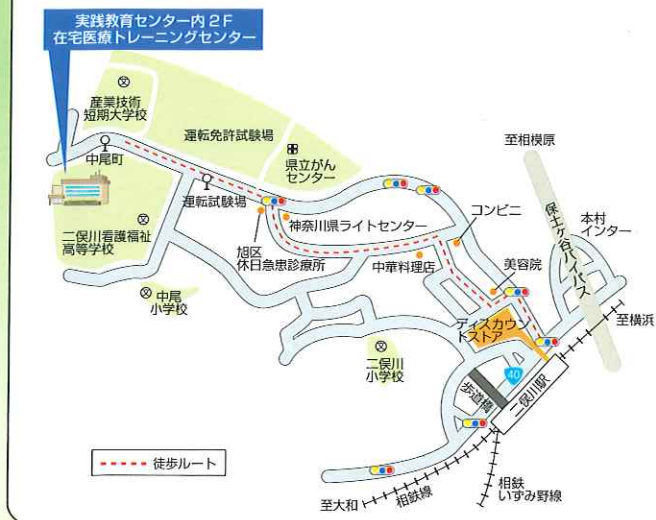 実践教育センター内2F
在宅医療トレーニングセンター
産業技術
短期大学校
運転免許試験場
県立がん
センター
中尾町
運転試験場
至相模原
保土ヶ谷バイパス
本村
インター
コンビニ
神奈川県ライトセンター
旭区
休日急患診療所
中華料理店
美容院
二俣川看護福祉
高等学校
中尾
小学校
ディスカウン
トストア
至横浜
二俣川
小学校
40
歩道橋
二俣川駅
徒歩ルート
至大和
相鉄線
相鉄
いずみ野線